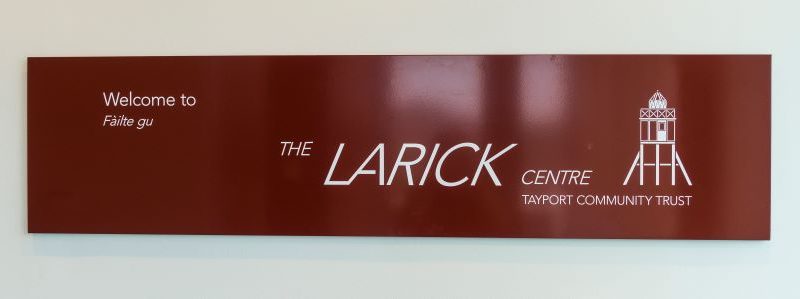 Welcome to
Fàilte gu
THE LARICK CENTRE
TAYPORT COMMUNITY TRUST